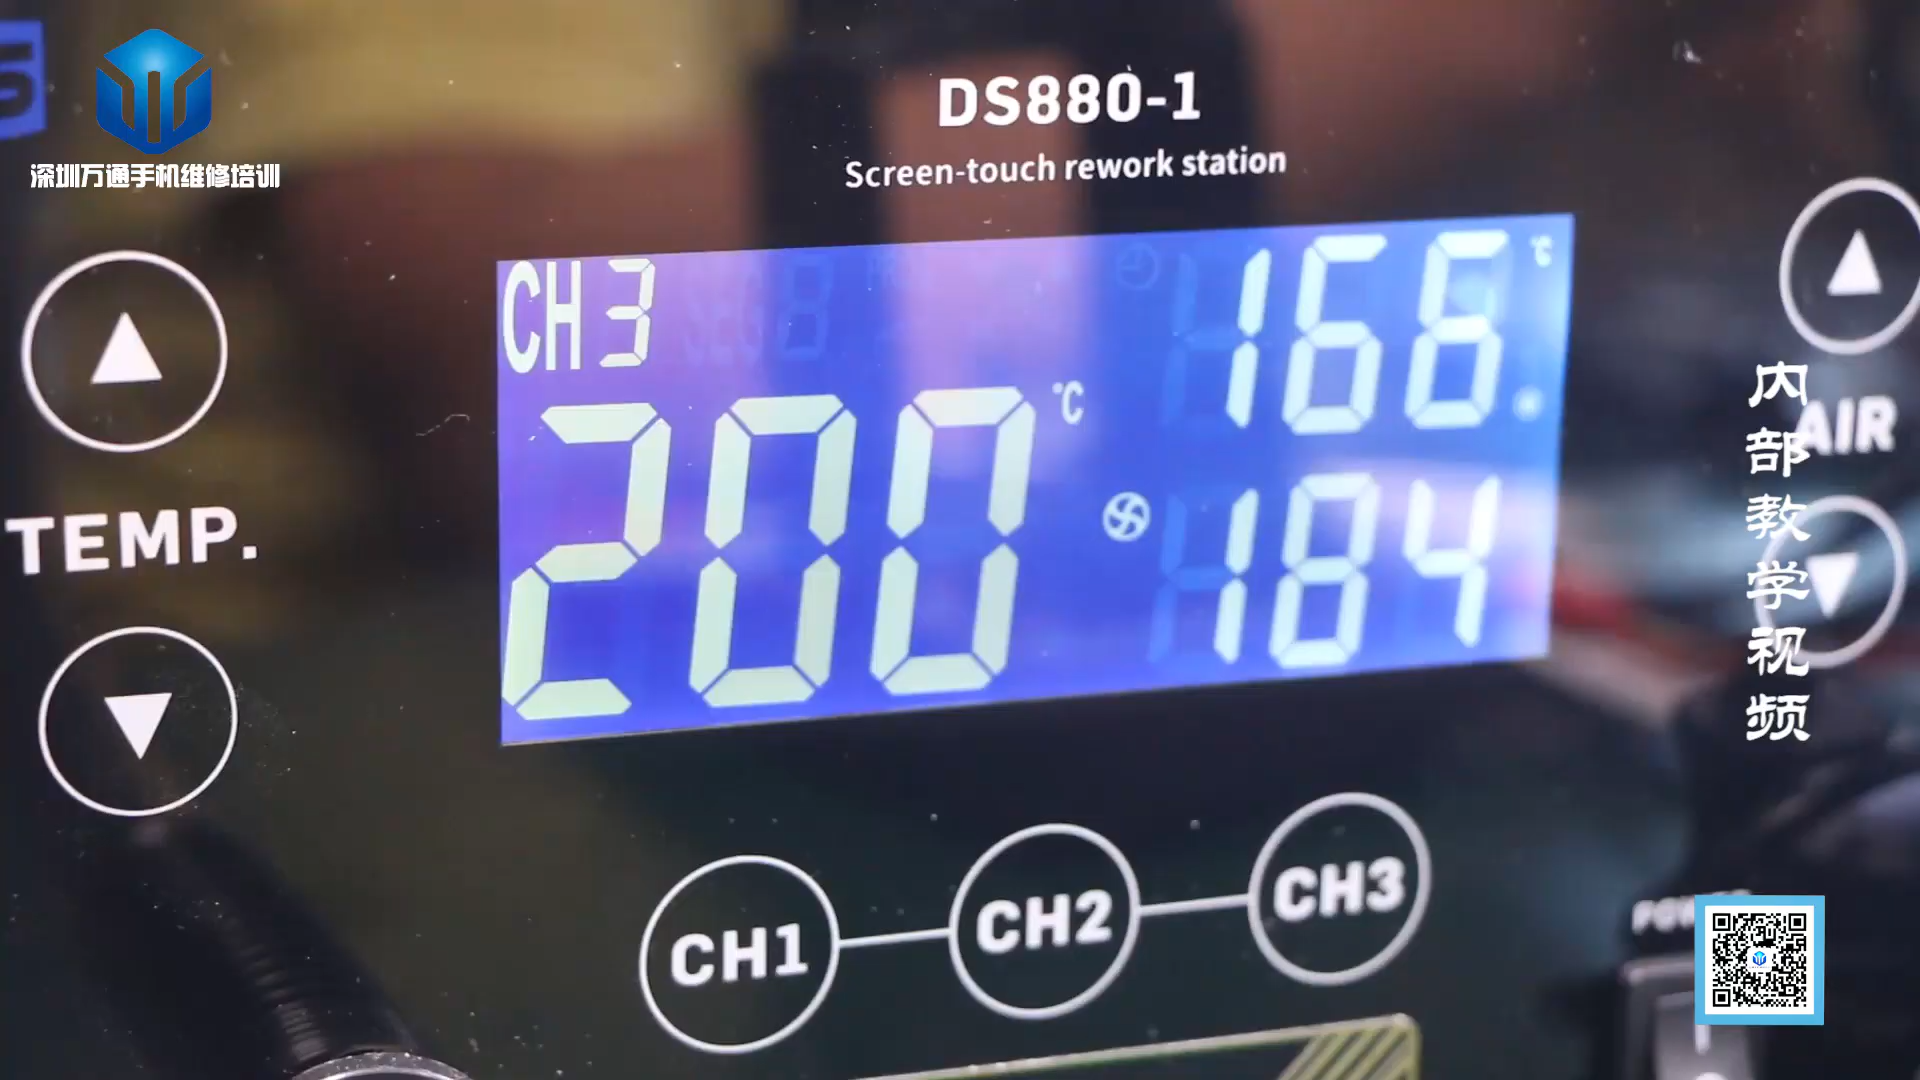 深圳万通手机维修培训
DS880-1
Screen-touch rework station
CH3
166 °C
200 °C
184
TEMP.
AIR
内部教学视频
CH1
CH2
CH3